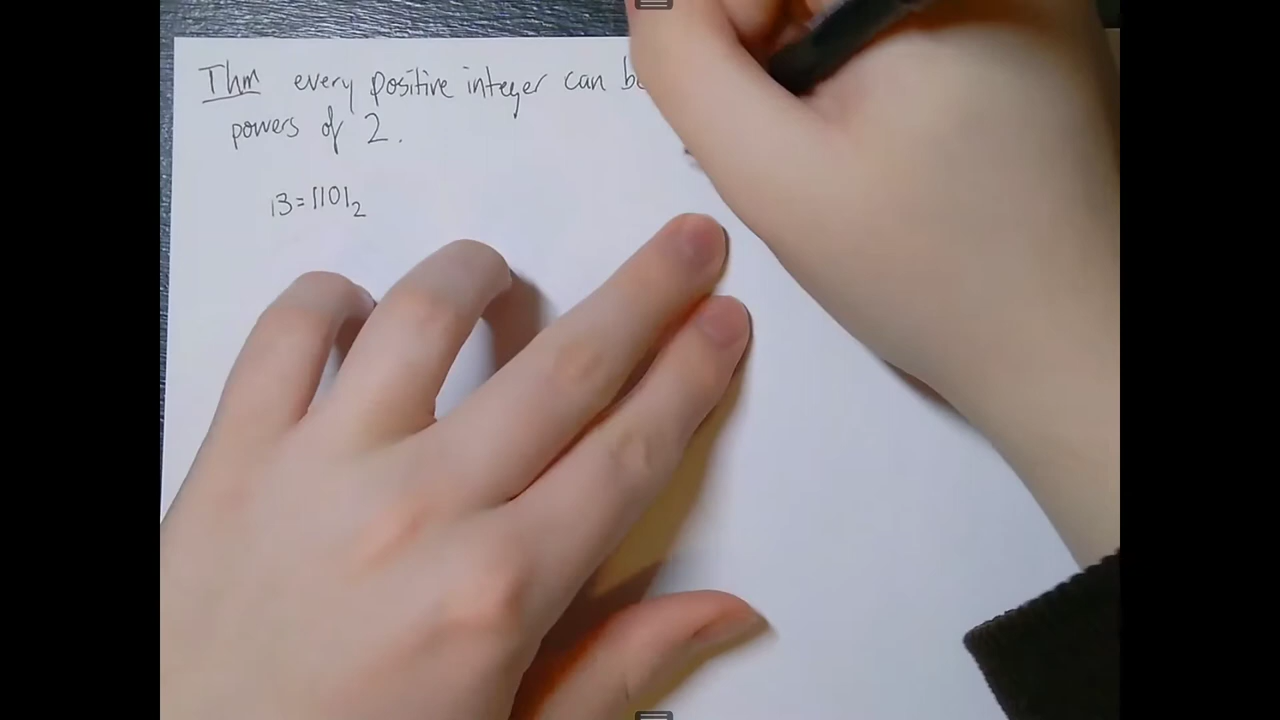 Thm every positive integer can be
powers of 2.
13=1101₂